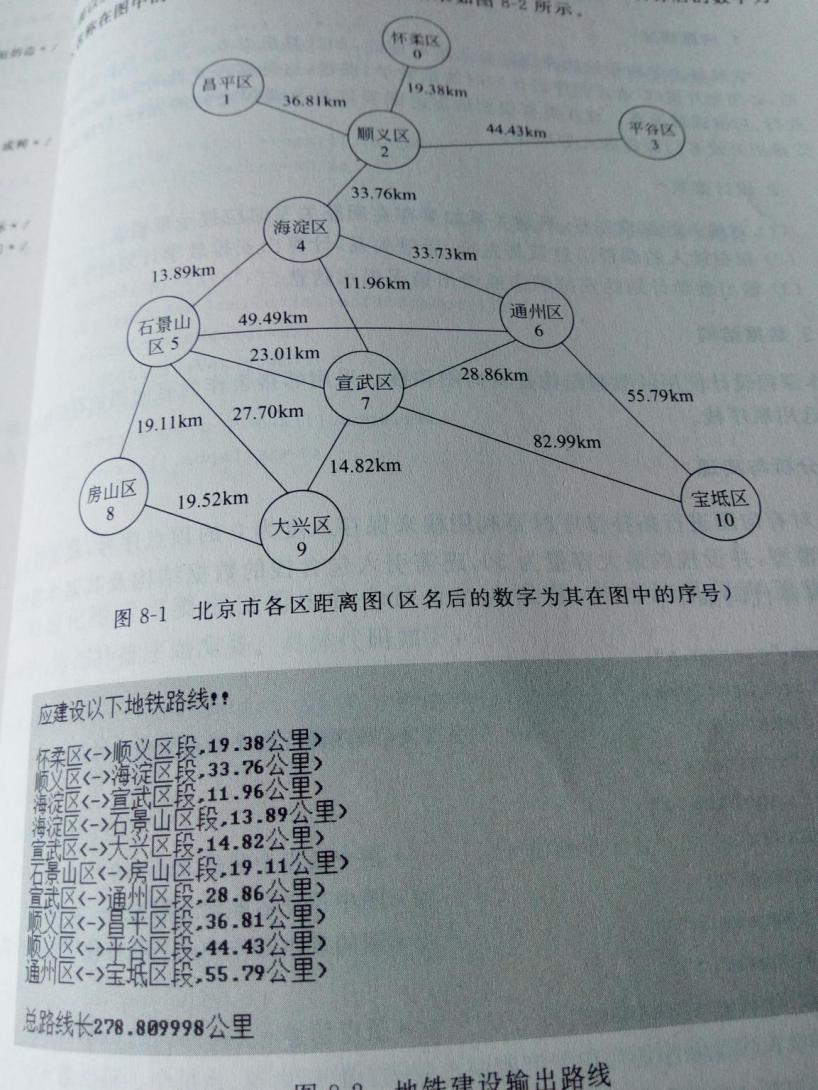 称在图中的
如图 8-2 所示。
怀柔区
0
昌平区
1
36.81km
19.38km
顺义区
2
44.43km
平谷区
3
33.76km
海淀区
4
13.89km
33.73km
11.96km
石景山
区 5
49.49km
通州区
6
23.01km
宣武区
7
28.86km
55.79km
19.11km
27.70km
82.99km
14.82km
房山区
8
19.52km
大兴区
9
宝坻区
10
图 8-1 北京市各区距离图(区名后的数字为其在图中的序号)
应建设以下地铁路线!!
怀柔区<->顺义区段,19.38公里>
顺义区<->海淀区段,33.76公里>
海淀区<->宣武区段,11.96公里>
海淀区<->石景山区段,13.89公里>
宣武区<->大兴区段,14.82公里>
石景山区<->房山区段,19.11公里>
宣武区<->通州区段,28.86公里>
顺义区<->昌平区段,36.81公里>
顺义区<->平谷区段,44.43公里>
通州区<->宝坻区段,55.79公里>
总路线长278.809998公里
地铁建设输出路线